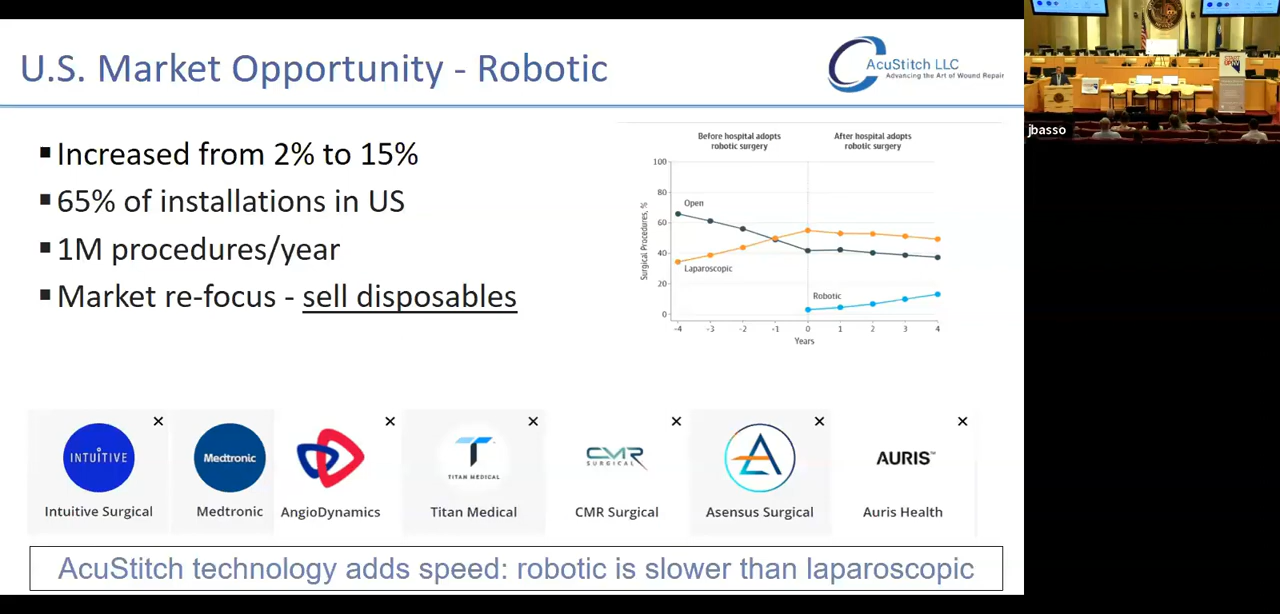 U.S. Market Opportunity - Robotic
AcuStitch LLC
Advancing the Art of Wound Repair
▪ Increased from 2% to 15%
▪ 65% of installations in US
▪ 1M procedures/year
▪ Market re-focus - sell disposables
Before hospital adopts
robotic surgery
After hospital adopts
robotic surgery
Surgical Procedures, %
100
80
60
40
20
0
Open
Laparoscopic
Robotic
-4 -3 -2 -1 0 1 2 3 4
Years
INTUITIVE
Medtronic
TITAN MEDICAL
CMR
SURGICAL
AURIS™
Intuitive Surgical
Medtronic
AngioDynamics
Titan Medical
CMR Surgical
Asensus Surgical
Auris Health
AcuStitch technology adds speed: robotic is slower than laparoscopic
jbasso